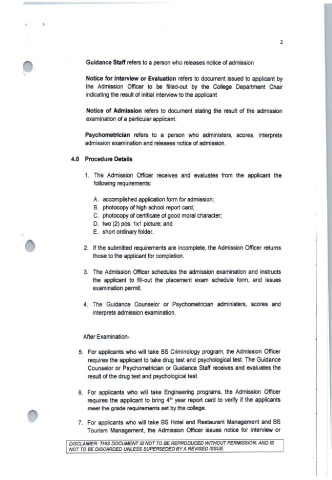 2
Guidance Staff refers to a person who releases notice of admission
Notice for Interview or Evaluation refers to document issued to applicant by
the Admission Officer to be filled-out by the College Department Chair
indicating the result of initial interview to the applicant
Notice of Admission refers to document stating the result of the admission
examination of a particular applicant.
Psychometrician refers to a person who administers, scores, interprets
admission examination and releases notice of admission.
4.0 Procedure Details
1. The Admission Officer receives and evaluates from the applicant the
following requirements:
A. accomplished application form for admission;
B. photocopy of high school report card;
C. photocopy of certificate of good moral character;
D. two (2) pcs. 1x1 picture; and
E. short ordinary folder.
2. If the submitted requirements are incomplete, the Admission Officer returns
those to the applicant for completion.
3. The Admission Officer schedules the admission examination and instructs
the applicant to fill-out the placement exam schedule form, and issues
examination permit.
4. The Guidance Counselor or Psychometrician administers, scores and
interprets admission examination.
After Examination-
5. For applicants who will take BS Criminology program, the Admission Officer
requires the applicant to take drug test and psychological test. The Guidance
Counselor or Psychometrician or Guidance Staff receives and evaluates the
result of the drug test and psychological test.
6. For applicants who will take Engineering programs, the Admission Officer
requires the applicant to bring 4th year report card to verify if the applicants
meet the grade requirements set by the college.
7. For applicants who will take BS Hotel and Restaurant Management and BS
Tourism Management, the Admission Officer issues notice for interview or
DISCLAIMER: THIS DOCUMENT IS NOT TO BE REPRODUCED WITHOUT PERMISSION, AND IS
NOT TO BE DISCARDED UNLESS SUPERSEDED BY A REVISED ISSUE.